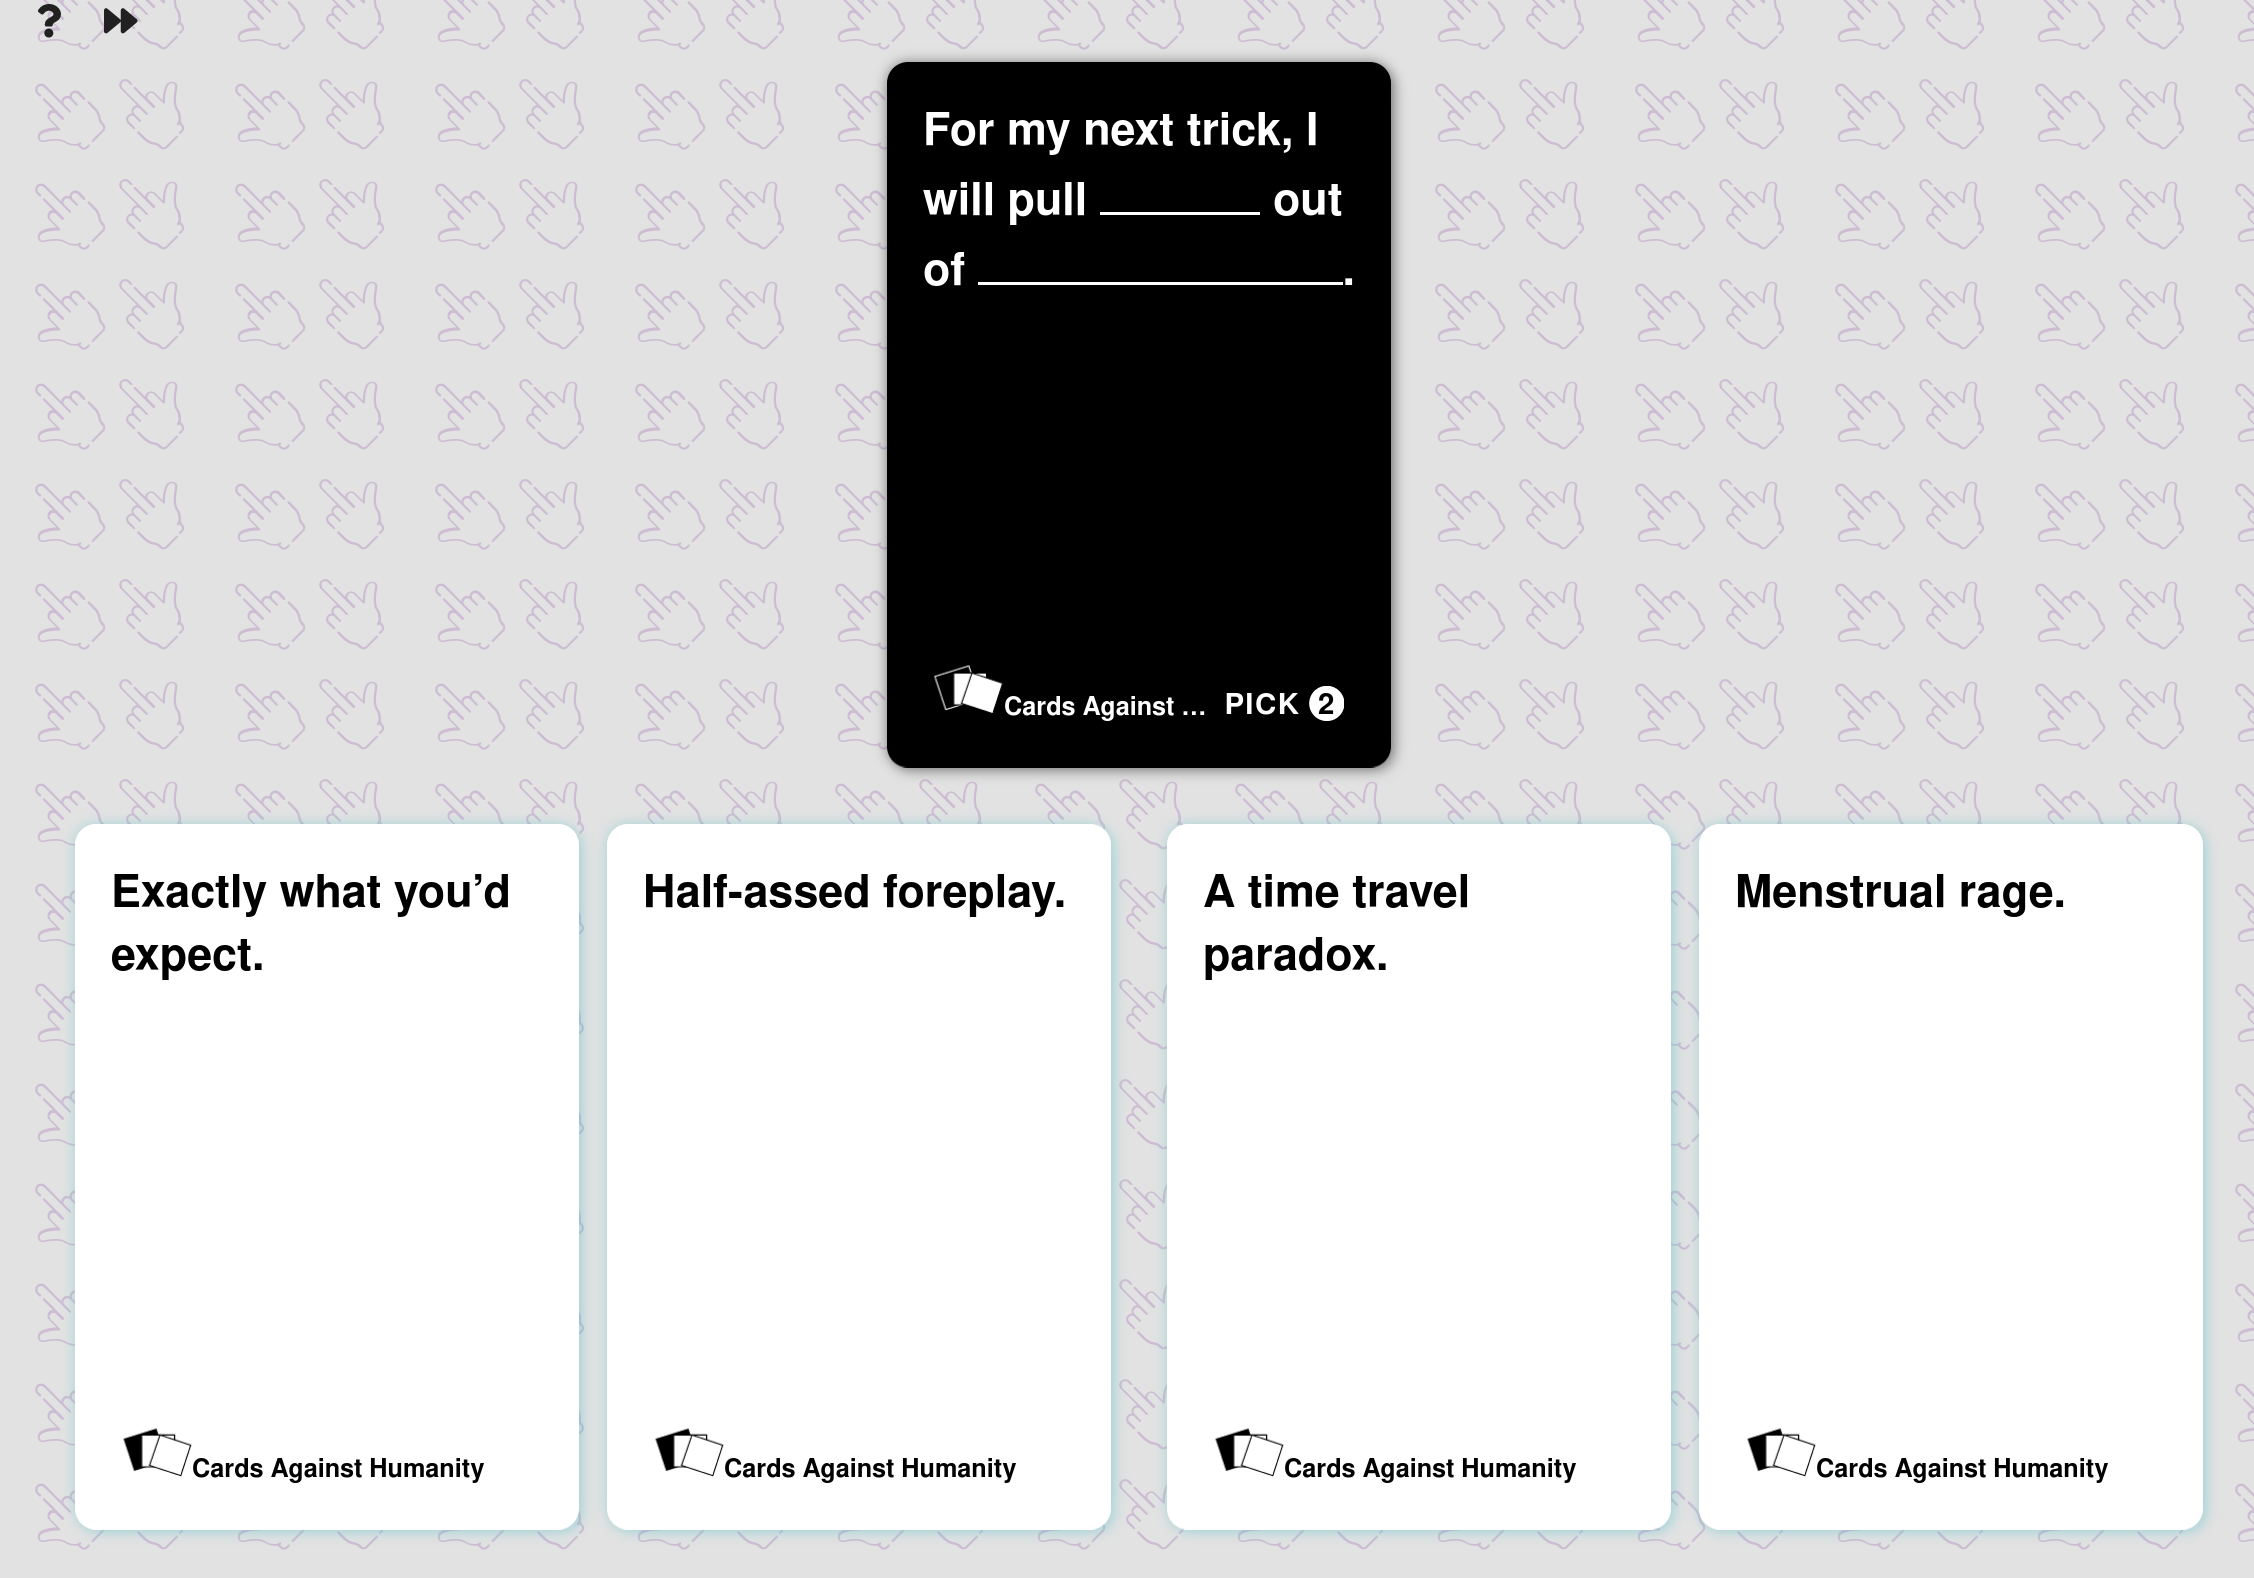 For my next trick, I
will pull ______ out
of ______________.
Cards Against ... PICK 2
Exactly what you’d
expect.
Cards Against Humanity
Half-assed foreplay.
Cards Against Humanity
A time travel
paradox.
Cards Against Humanity
Menstrual rage.
Cards Against Humanity